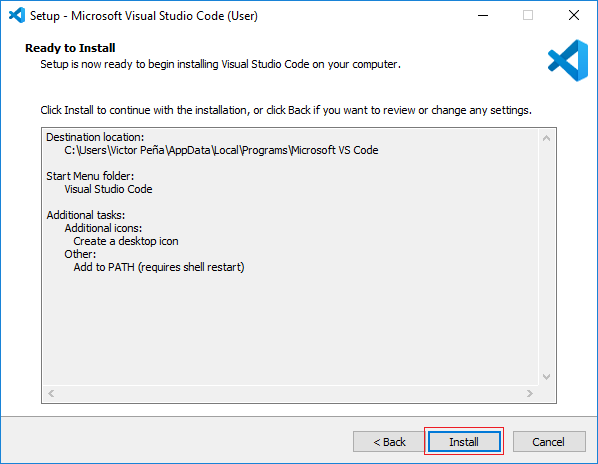 Setup - Microsoft Visual Studio Code (User)
Ready to Install
Setup is now ready to begin installing Visual Studio Code on your computer.
Click Install to continue with the installation, or click Back if you want to review or change any settings.
Destination location:
C:\Users\Victor Peña\AppData\Local\Programs\Microsoft VS Code
Start Menu folder:
Visual Studio Code
Additional tasks:
Additional icons:
Create a desktop icon
Other:
Add to PATH (requires shell restart)
< Back Install Cancel